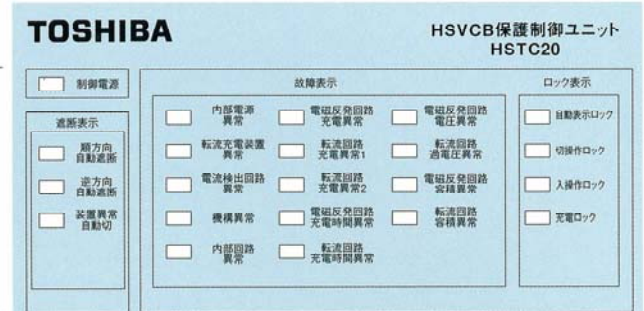 TOSHIBA
HSVCB保護制御ユニット
HSTC20
制御電源
遮断表示
順方向
自動遮断
逆方向
自動遮断
装置異常
自動切
故障表示
内部電源
異常
電磁反発回路
充電異常
電磁反発回路
電圧異常
転流充電装置
異常
転流回路
充電異常1
転流回路
過電圧異常
電流検出回路
異常
転流回路
充電異常2
電磁反発回路
容積異常
機構異常
電磁反発回路
充電時間異常
転流回路
容積異常
内部回路
異常
転流回路
充電時間異常
ロック表示
自動表示ロック
切操作ロック
入操作ロック
充電ロック